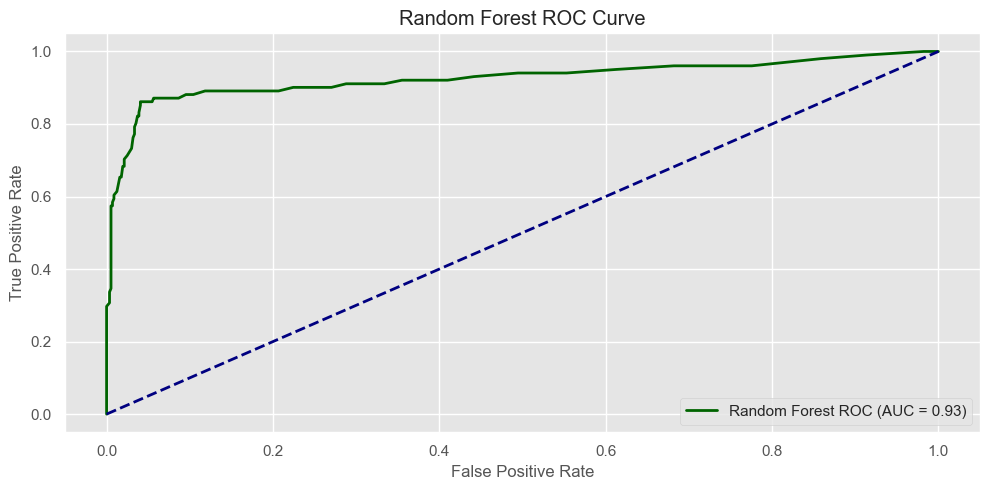 Random Forest ROC Curve
True Positive Rate
1.0
0.8
0.6
0.4
0.2
0.0
Random Forest ROC (AUC = 0.93)
0.0 0.2 0.4 0.6 0.8 1.0
False Positive Rate